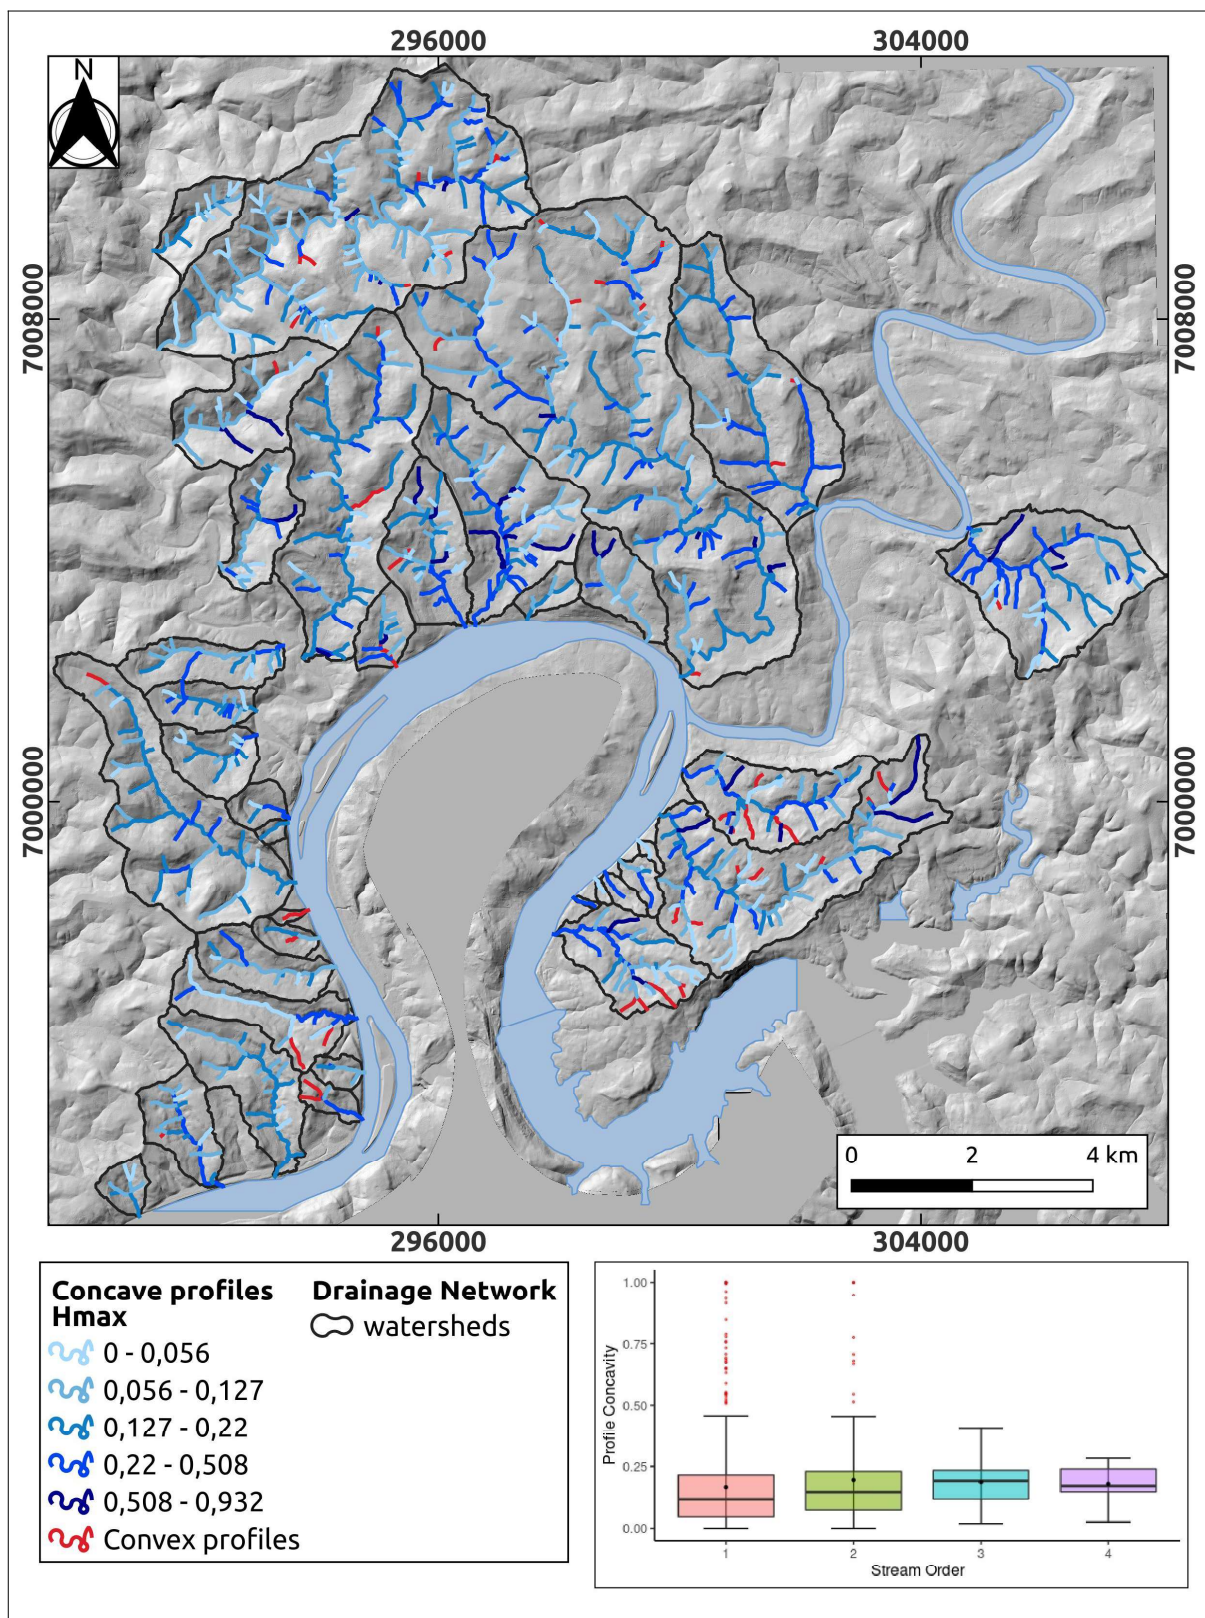 296000 304000
N
7008000 7008000
7000000 7000000
0 2 4 km
296000 304000
Concave profiles
Hmax
0 - 0,056
0,056 - 0,127
0,127 - 0,22
0,22 - 0,508
0,508 - 0,932
Convex profiles
Drainage Network
watersheds
Profile Concavity
1.00
0.75
0.50
0.25
0.00
1 2 3 4
Stream Order